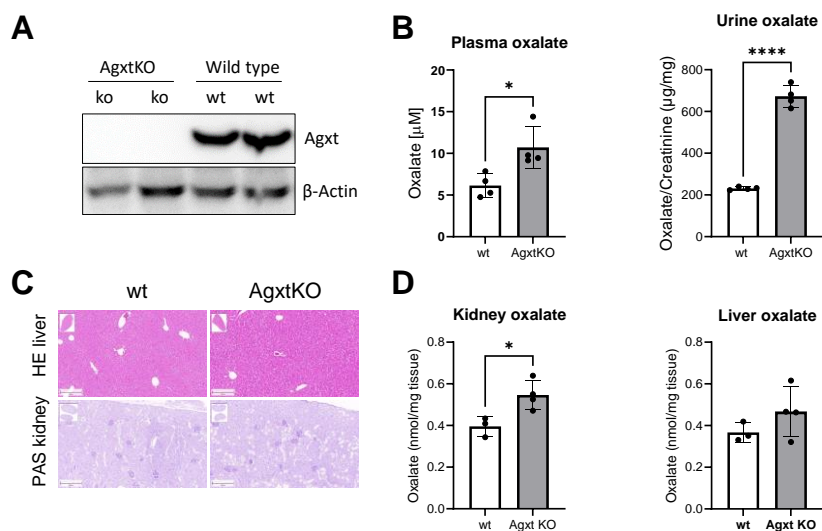 A
AgxtKO Wild type
ko ko wt wt
Agxt
β-Actin
B
Plasma oxalate
Oxalate [µM]
20
15
10
5
0
*
wt AgxtKO
Urine oxalate
Oxalate/Creatinine (µg/mg)
800
600
400
200
0
****
wt AgxtKO
C
wt AgxtKO
HE liver
PAS kidney
D
Kidney oxalate
Oxalate (nmol/mg tissue)
0.8
0.6
0.4
0.2
0.0
*
wt Agxt KO
Liver oxalate
Oxalate (nmol/mg tissue)
0.8
0.6
0.4
0.2
0.0
wt Agxt KO